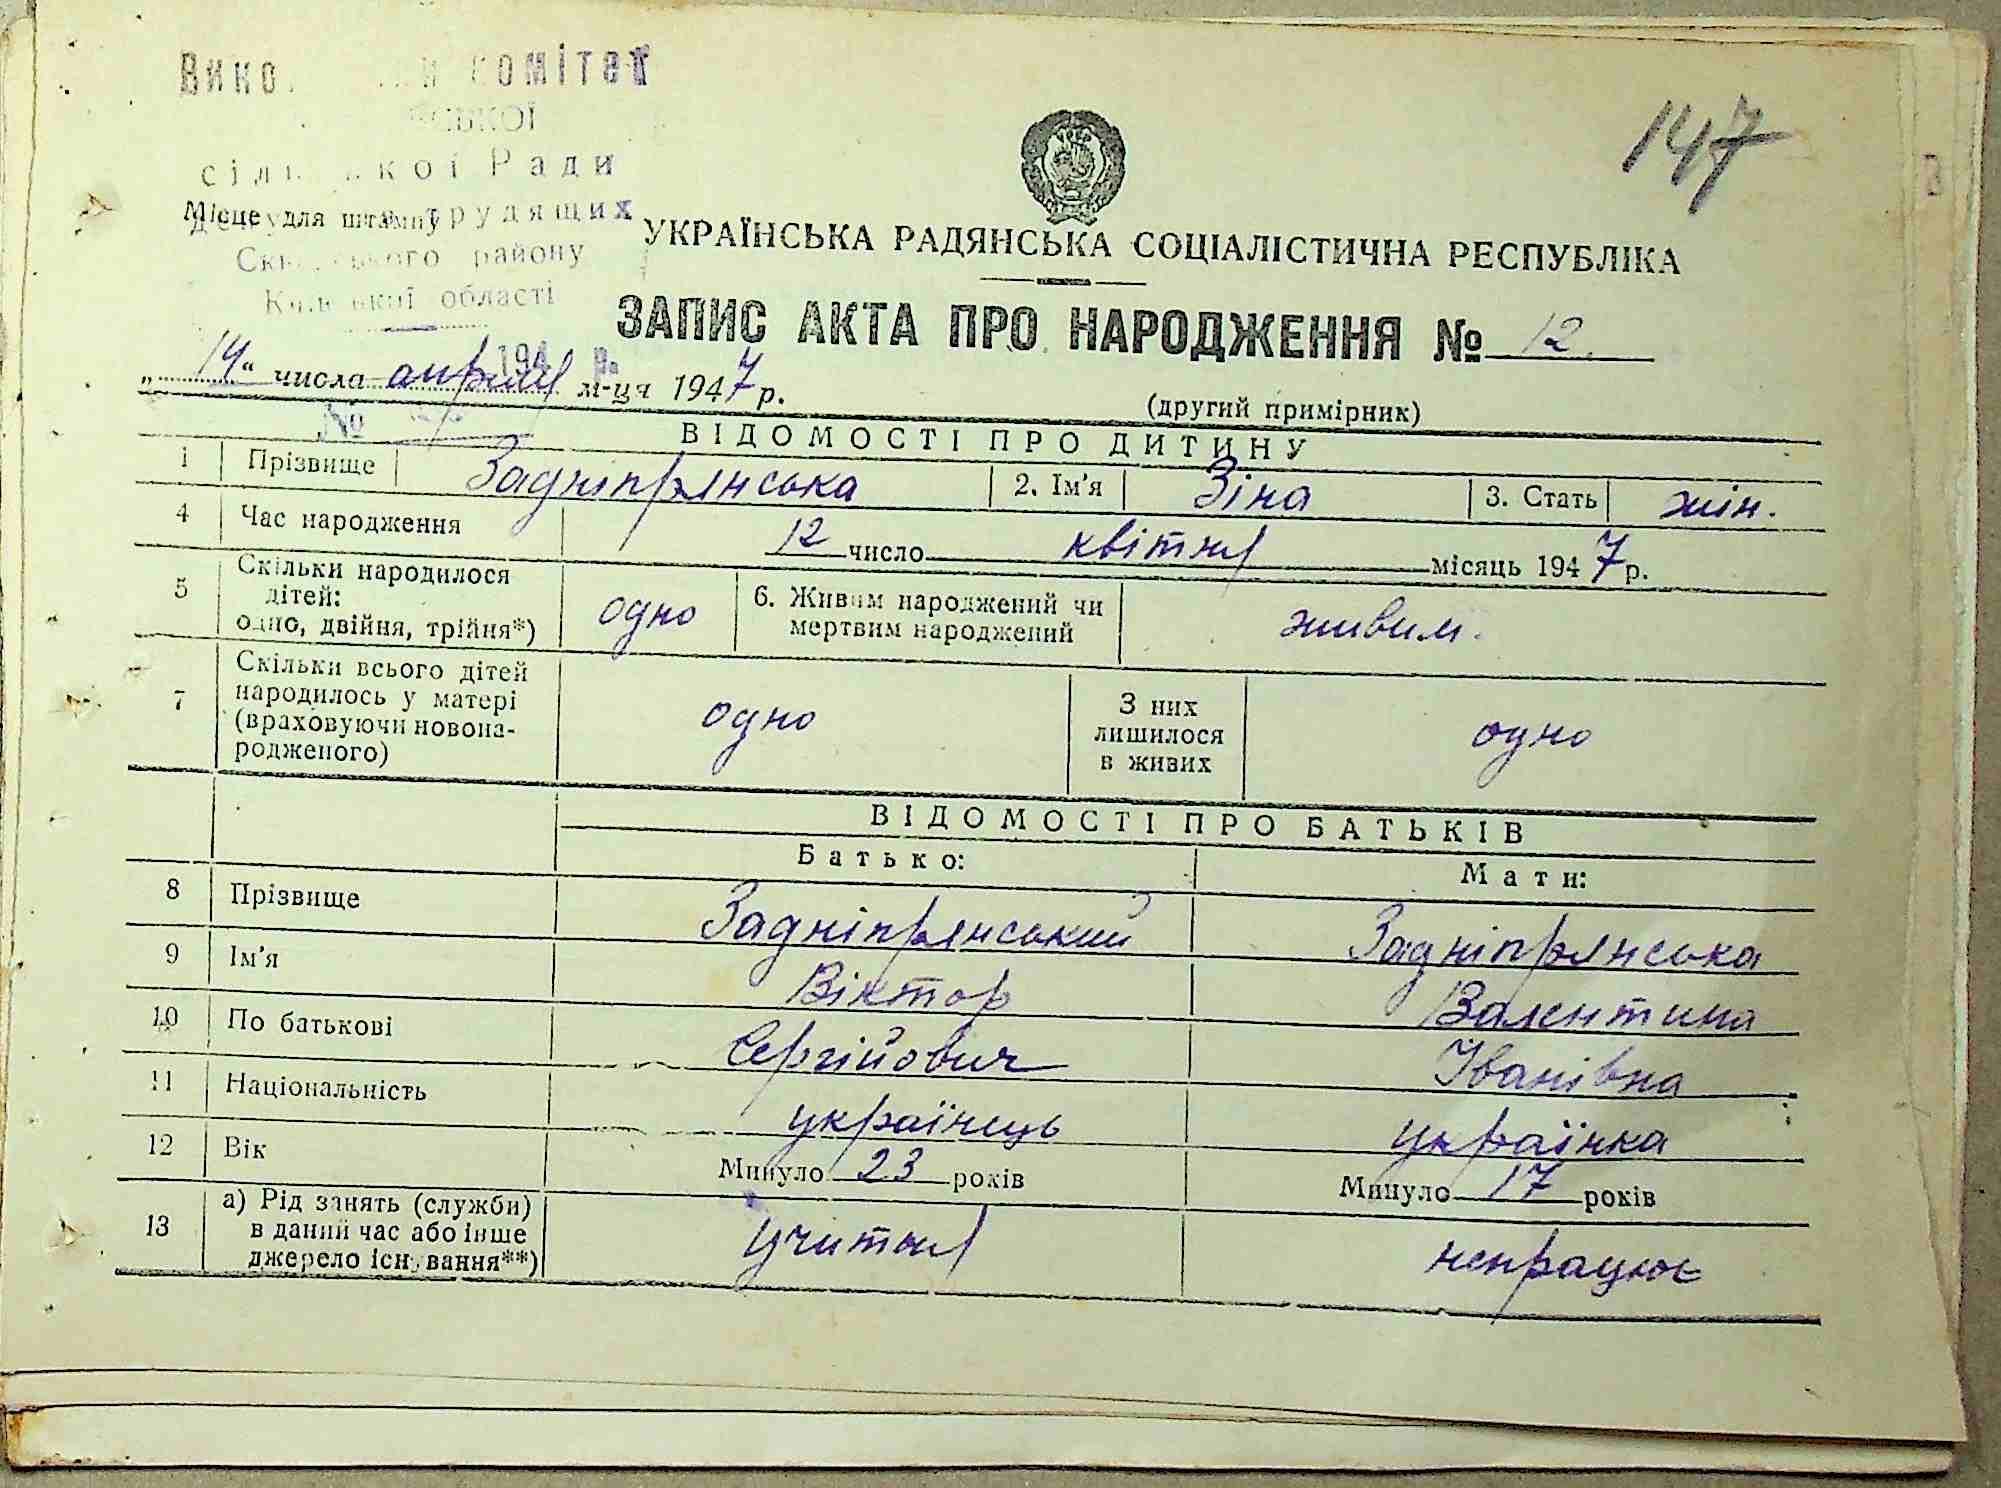 комітет
сільської Ради
Місце для штампу
трудящих
району
області
147
УКРАЇНСЬКА РАДЯНСЬКА СОЦІАЛІСТИЧНА РЕСПУБЛІКА
ЗАПИС АКТА ПРО НАРОДЖЕННЯ № 12.
194 р.
„14“ числа апреля м-ця 1947 р.
(другий примірник)
№
ВІДОМОСТІ ПРО ДИТИНУ
1 Прізвище Задніпрянська 2. Ім'я Зіна 3. Стать жін.
4 Час народження 12 число квітня місяць 1947 р.
5 Скільки народилося дітей: одно, двійня, трійня*) одно 6. Живим народжений чи мертвим народжений живим.
7 Скільки всього дітей народилось у матері (враховуючи новона-родженого) одно З них лишилося в живих одно
ВІДОМОСТІ ПРО БАТЬКІВ
Батько: Мати:
8 Прізвище Задніпрянський Задніпрянська
9 Ім'я Віктор Валентина
10 По батькові Сергійович Іванівна
11 Національність українець українка
12 Вік Минуло 23 років Минуло 17 років
13 а) Рід занять (служби) в даний час або інше джерело існування**) учитель непрацює